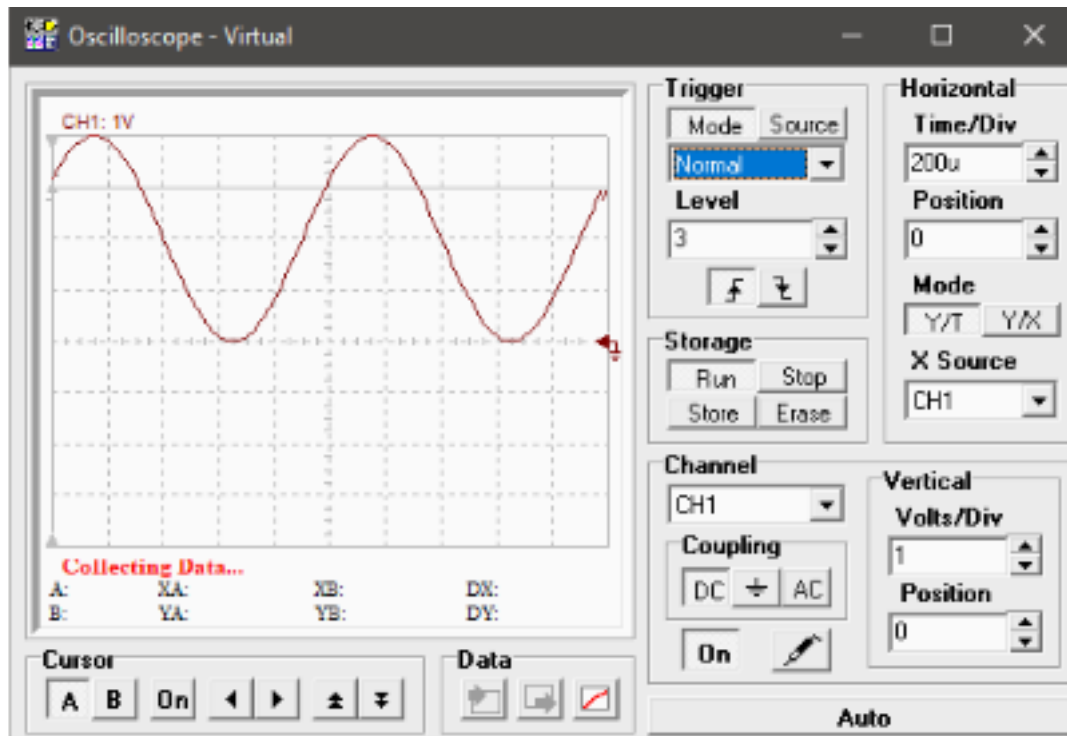 Oscilloscope - Virtual
CH1: 1V
Collecting Data...
A: XA: XB: DX:
B: YA: YB: DY:
Cursor
A B On
Data
Trigger
Mode Source
Normal
Level
3
Storage
Run Stop
Store Erase
Horizontal
Time/Div
200u
Position
0
Mode
Y/T Y/X
X Source
CH1
Channel
CH1
Coupling
DC AC
On
Vertical
Volts/Div
1
Position
0
Auto